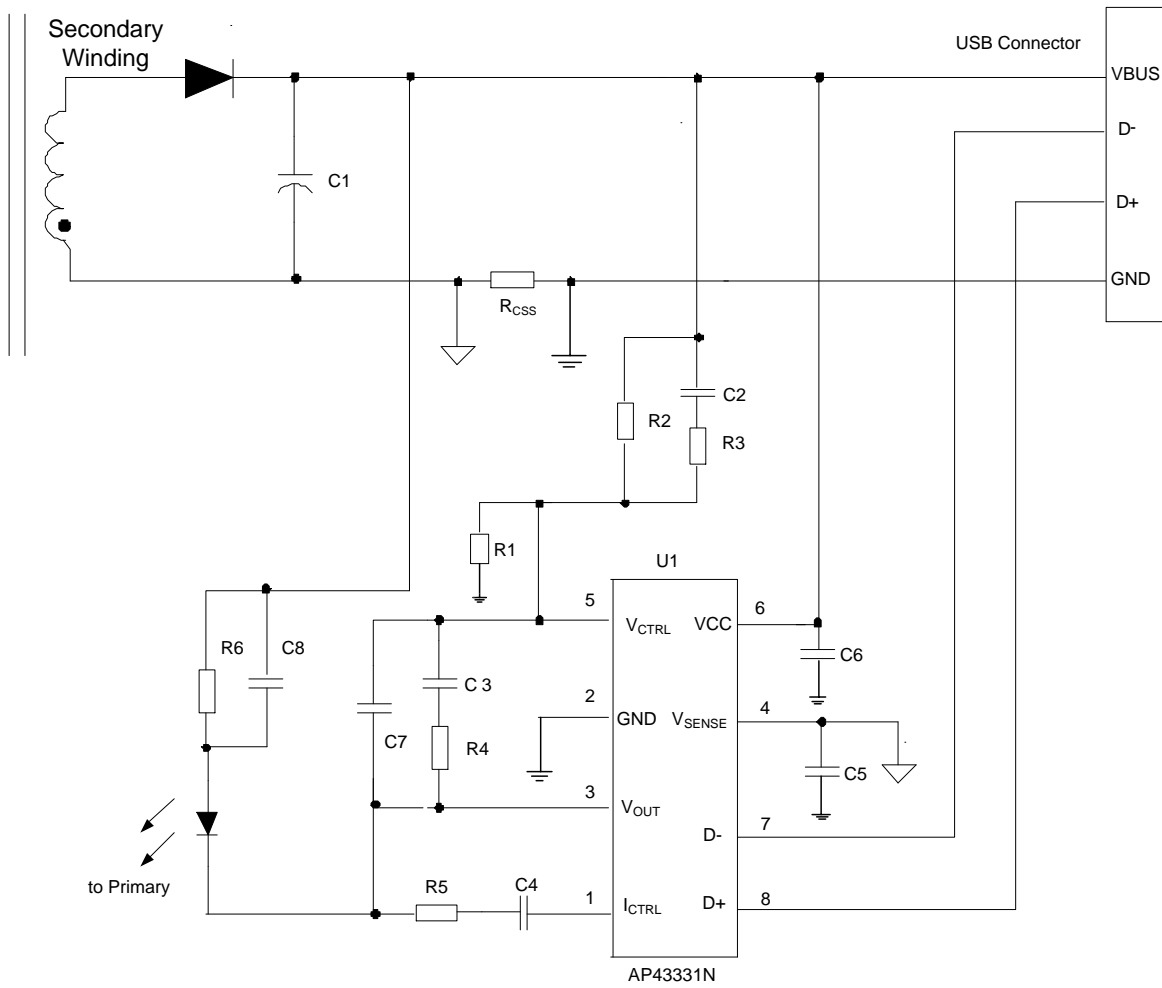 Secondary
Winding
USB Connector
VBUS
D-
C1
D+
GND
RCSS
C2
R2
R3
R1
U1
5
VCTRL
VCC
6
R6
C8
C 3
C6
2
GND
VSENSE
4
C7
R4
C5
3
VOUT
D-
7
to Primary
R5
C4
1
ICTRL
D+
8
AP43331N